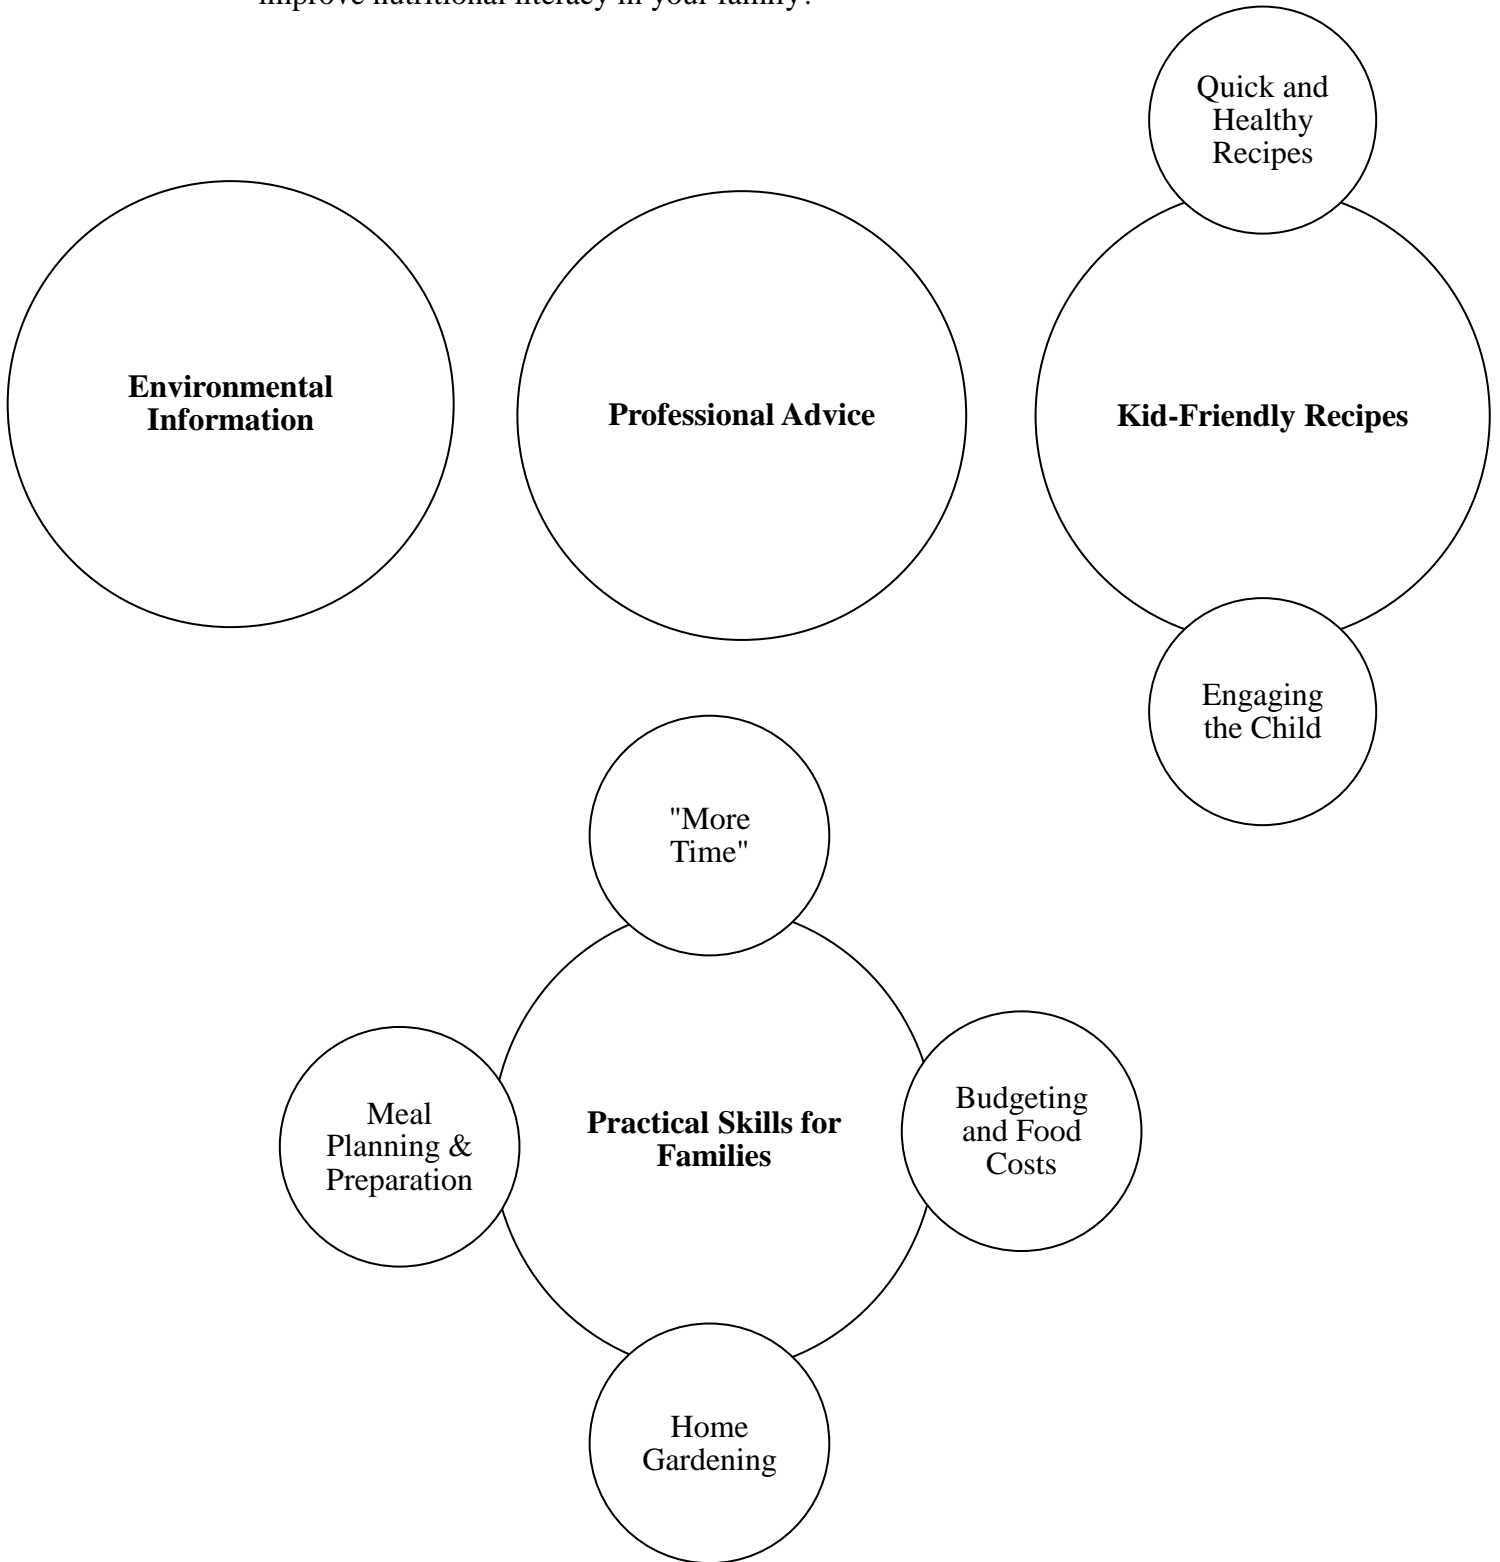 improve nutritional literacy in your family?
Quick and
Healthy
Recipes
Environmental
Information
Professional Advice
Kid-Friendly Recipes
Engaging
the Child
"More
Time"
Meal
Planning &
Preparation
Practical Skills for
Families
Budgeting
and Food
Costs
Home
Gardening